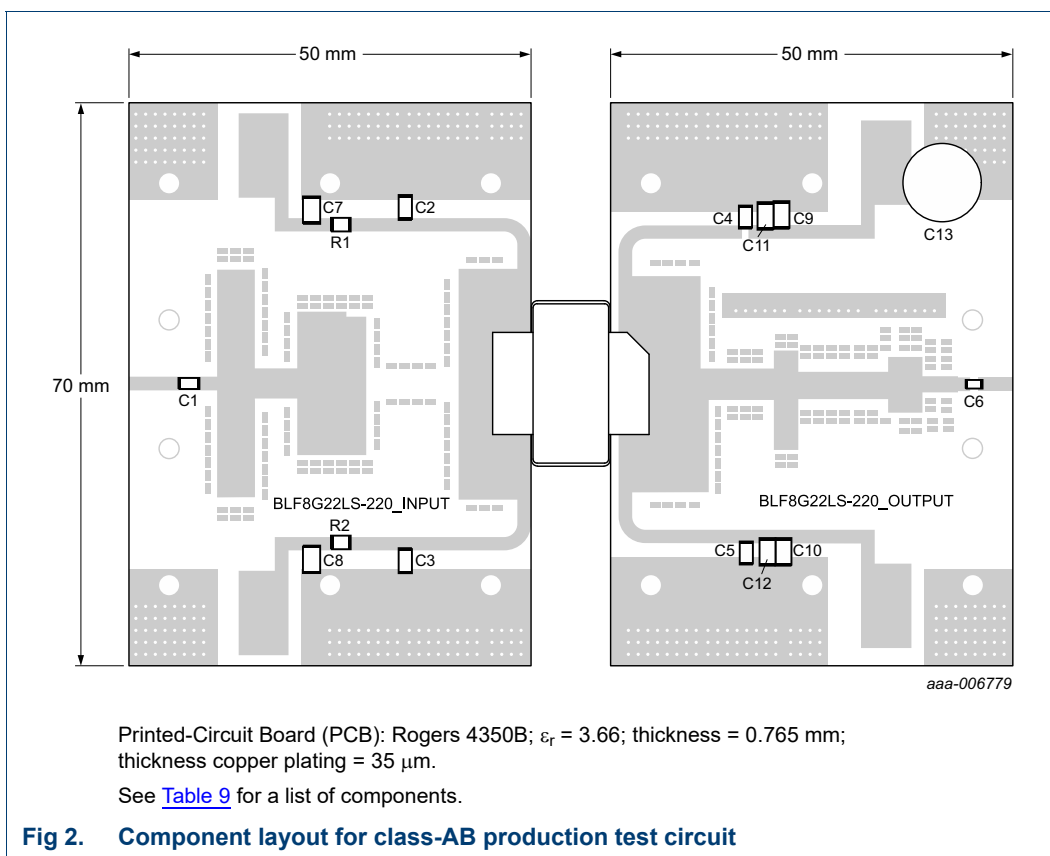 50 mm
50 mm
C7
C2
R1
C4
C9
C11
C13
70 mm
C1
C6
BLF8G22LS-220_INPUT
BLF8G22LS-220_OUTPUT
R2
C8
C3
C5
C10
C12
aaa-006779
Printed-Circuit Board (PCB): Rogers 4350B; εr = 3.66; thickness = 0.765 mm;
thickness copper plating = 35 μm.
See Table 9 for a list of components.
Fig 2. Component layout for class-AB production test circuit